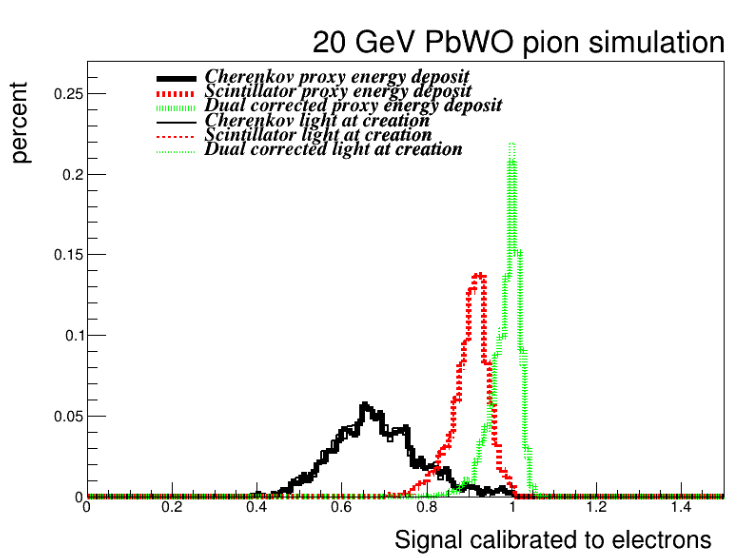 20 GeV PbWO pion simulation
percent
Cherenkov proxy energy deposit
Scintillator proxy energy deposit
Dual corrected proxy energy deposit
Cherenkov light at creation
Scintillator light at creation
Dual corrected light at creation
0.25
0.2
0.15
0.1
0.05
0
0 0.2 0.4 0.6 0.8 1 1.2 1.4
Signal calibrated to electrons